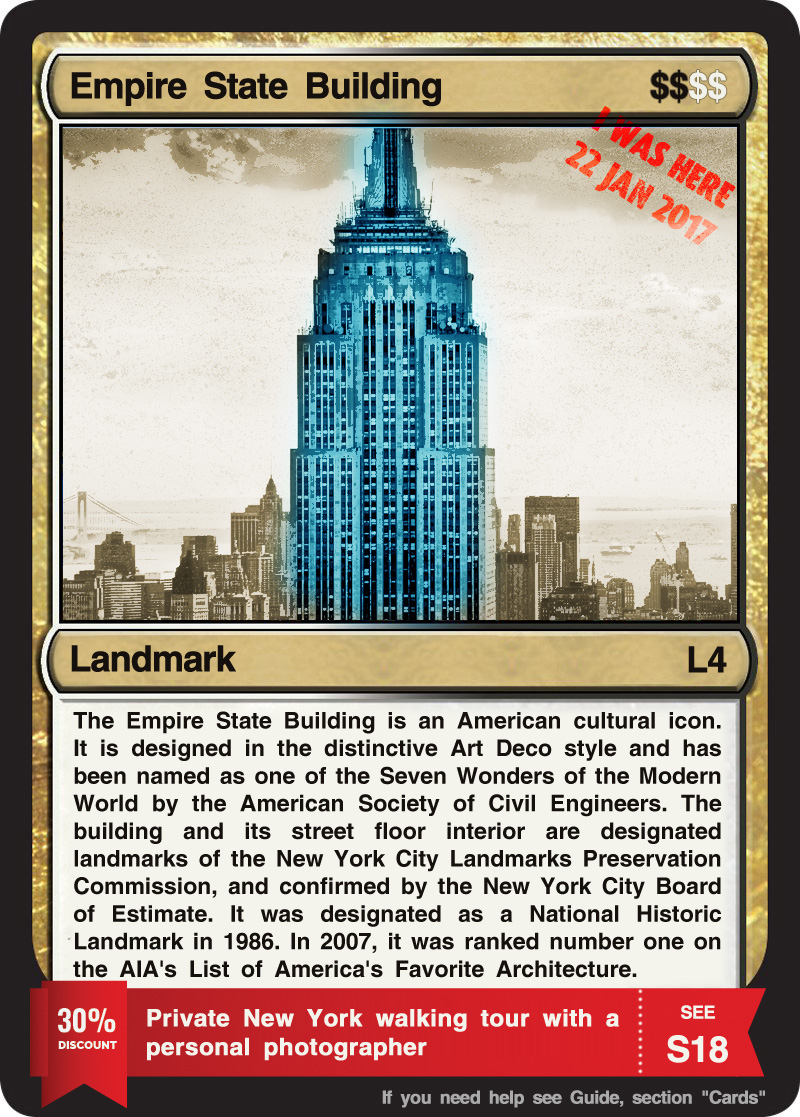 Empire State Building
$$$$
I WAS HERE
22 JAN 2017
Landmark
L4
The Empire State Building is an American cultural icon.
It is designed in the distinctive Art Deco style and has
been named as one of the Seven Wonders of the Modern
World by the American Society of Civil Engineers. The
building and its street floor interior are designated
landmarks of the New York City Landmarks Preservation
Commission, and confirmed by the New York City Board
of Estimate. It was designated as a National Historic
Landmark in 1986. In 2007, it was ranked number one on
the AIA's List of America's Favorite Architecture.
30%
DISCOUNT
Private New York walking tour with a
personal photographer
SEE
S18
If you need help see Guide, section "Cards"